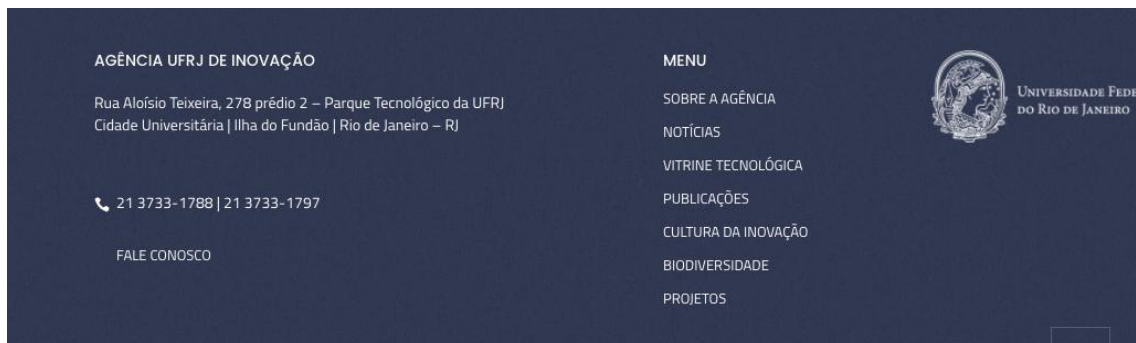 AGÊNCIA UFRJ DE INOVAÇÃO
Rua Aloísio Teixeira, 278 prédio 2 – Parque Tecnológico da UFRJ
Cidade Universitária | Ilha do Fundão | Rio de Janeiro – RJ
21 3733-1788 | 21 3733-1797
FALE CONOSCO
MENU
SOBRE A AGÊNCIA
NOTÍCIAS
VITRINE TECNOLÓGICA
PUBLICAÇÕES
CULTURA DA INOVAÇÃO
BIODIVERSIDADE
PROJETOS
UNIVERSIDADE FEDE
DO RIO DE JANEIRO